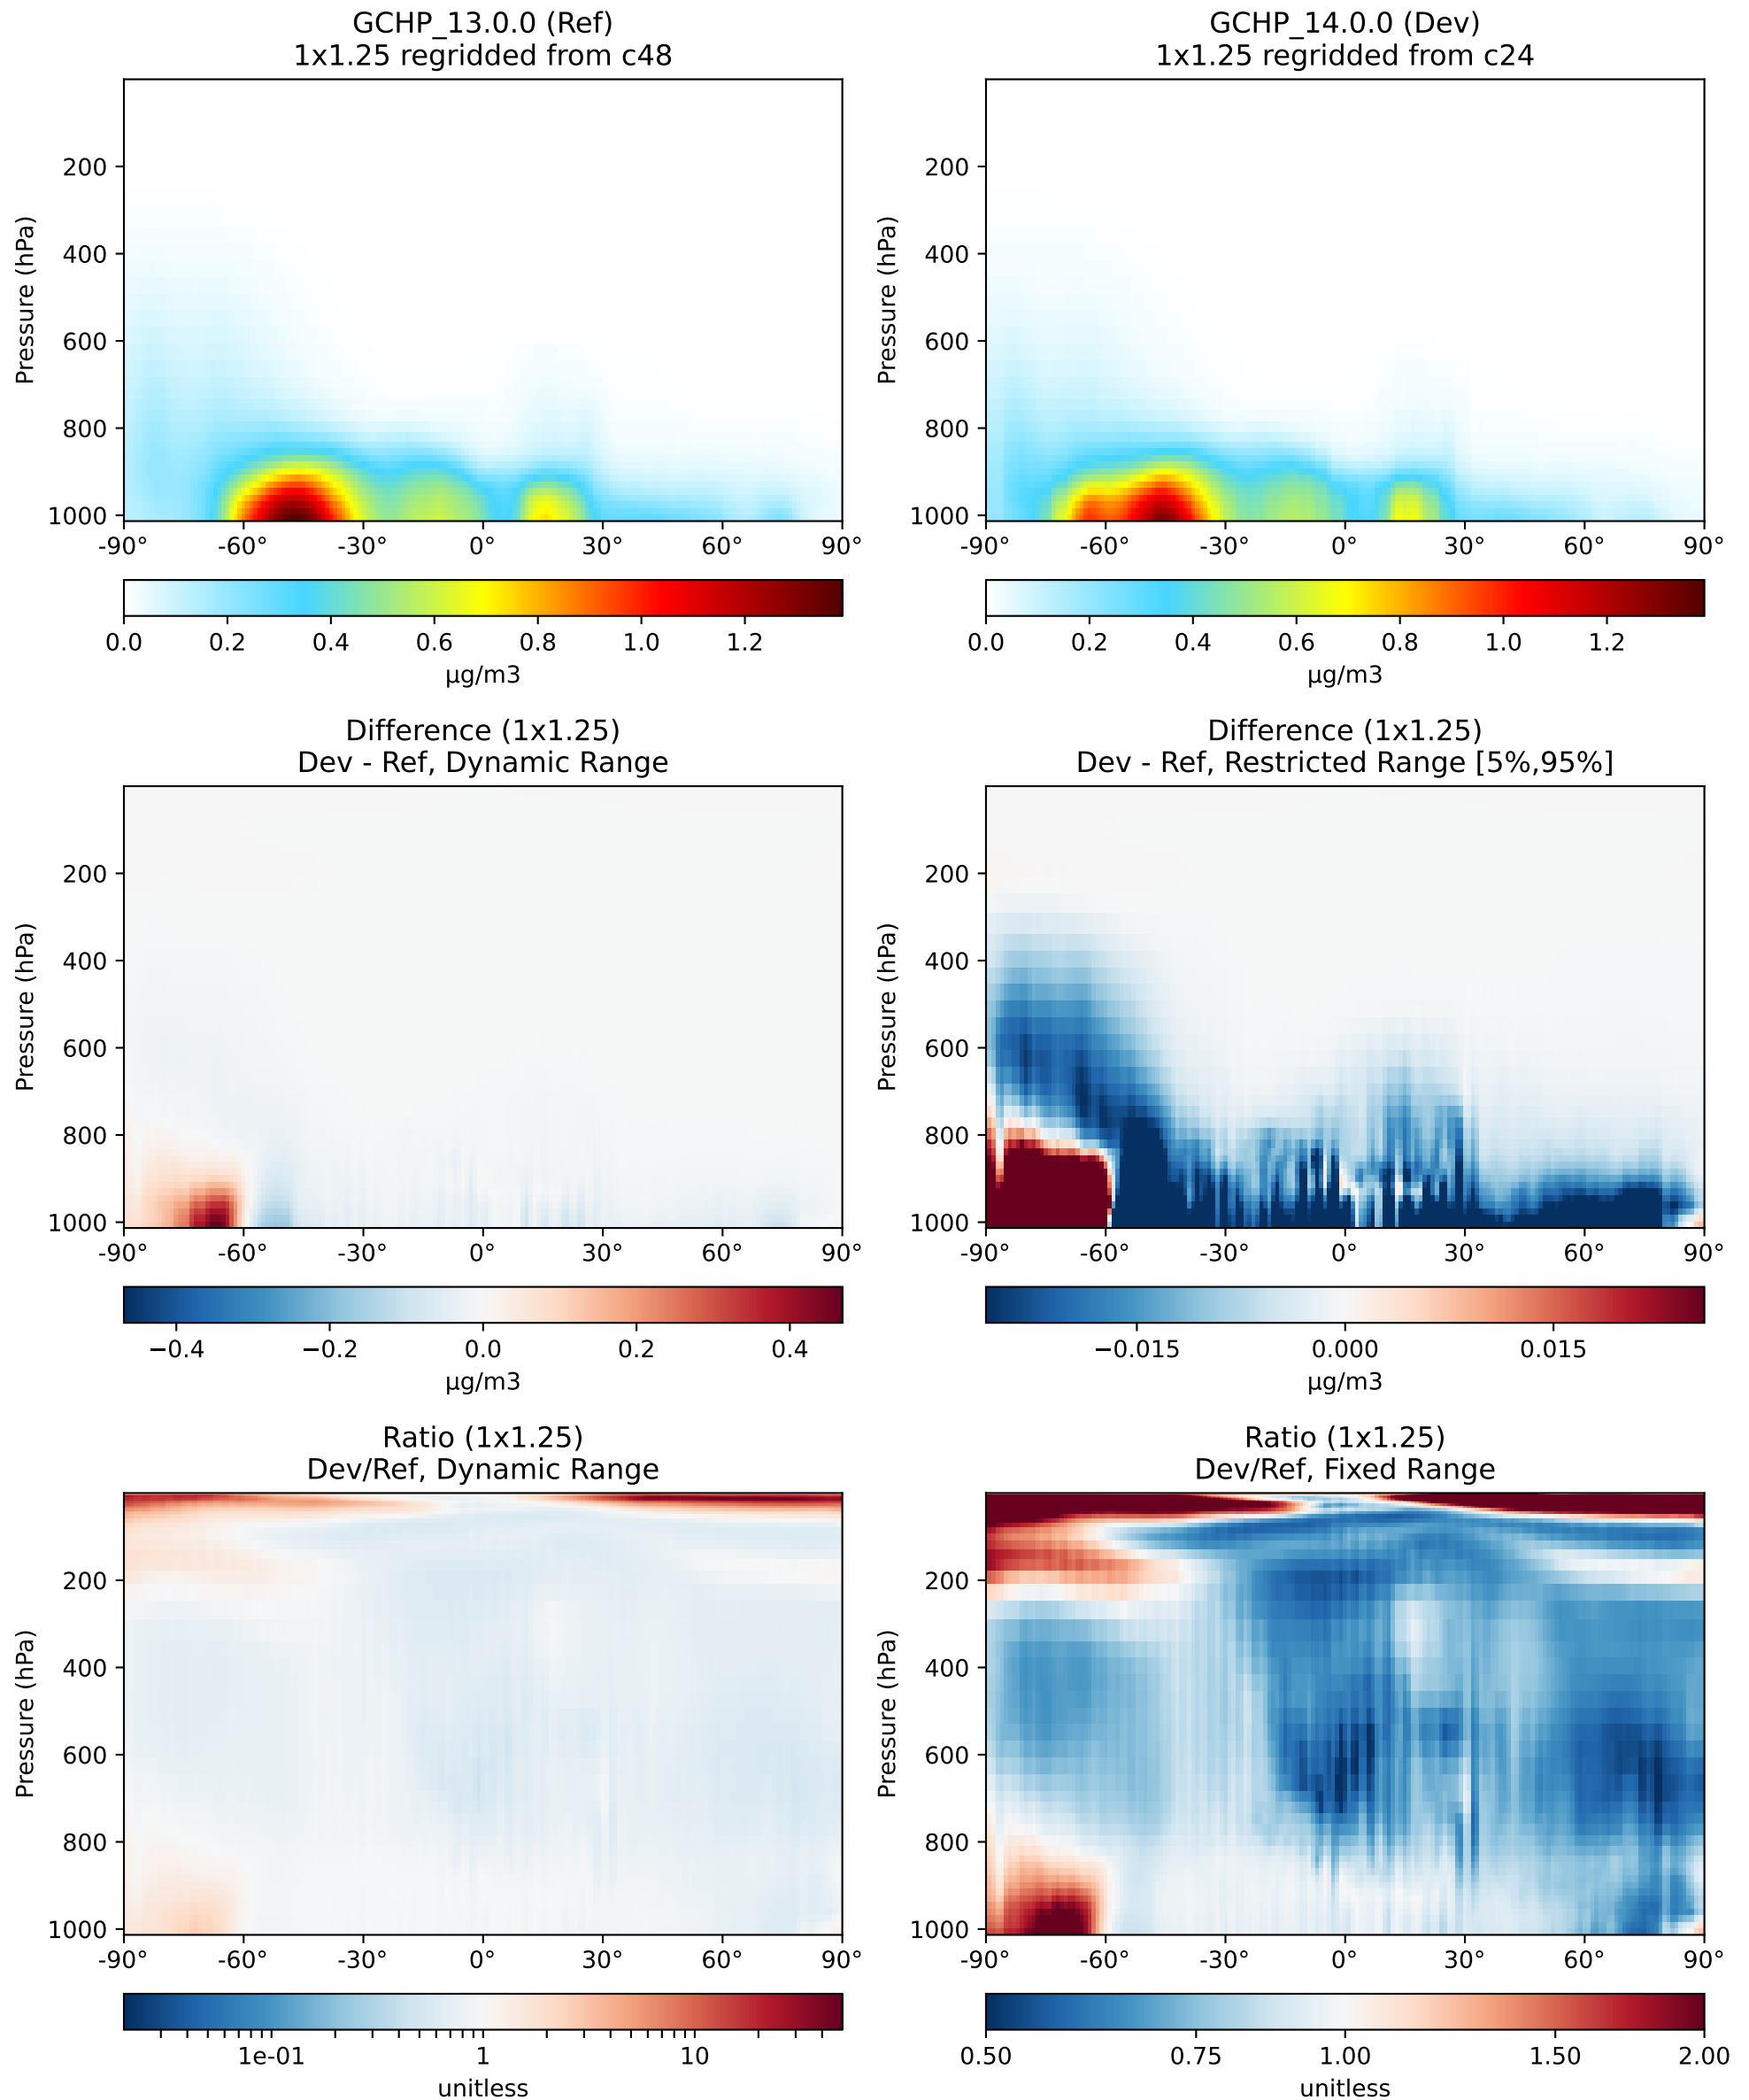 GCHP_13.0.0 (Ref)
1x1.25 regridded from c48
Pressure (hPa)
200
400
600
800
1000
-90° -60° -30° 0° 30° 60° 90°
0.0 0.2 0.4 0.6 0.8 1.0 1.2
µg/m3
GCHP_14.0.0 (Dev)
1x1.25 regridded from c24
Pressure (hPa)
200
400
600
800
1000
-90° -60° -30° 0° 30° 60° 90°
0.0 0.2 0.4 0.6 0.8 1.0 1.2
µg/m3
Difference (1x1.25)
Dev - Ref, Dynamic Range
Pressure (hPa)
200
400
600
800
1000
-90° -60° -30° 0° 30° 60° 90°
−0.4 −0.2 0.0 0.2 0.4
µg/m3
Difference (1x1.25)
Dev - Ref, Restricted Range [5%,95%]
Pressure (hPa)
200
400
600
800
1000
-90° -60° -30° 0° 30° 60° 90°
−0.015 0.000 0.015
µg/m3
Ratio (1x1.25)
Dev/Ref, Dynamic Range
Pressure (hPa)
200
400
600
800
1000
-90° -60° -30° 0° 30° 60° 90°
1e-01 1 10
unitless
Ratio (1x1.25)
Dev/Ref, Fixed Range
Pressure (hPa)
200
400
600
800
1000
-90° -60° -30° 0° 30° 60° 90°
0.50 0.75 1.00 1.50 2.00
unitless